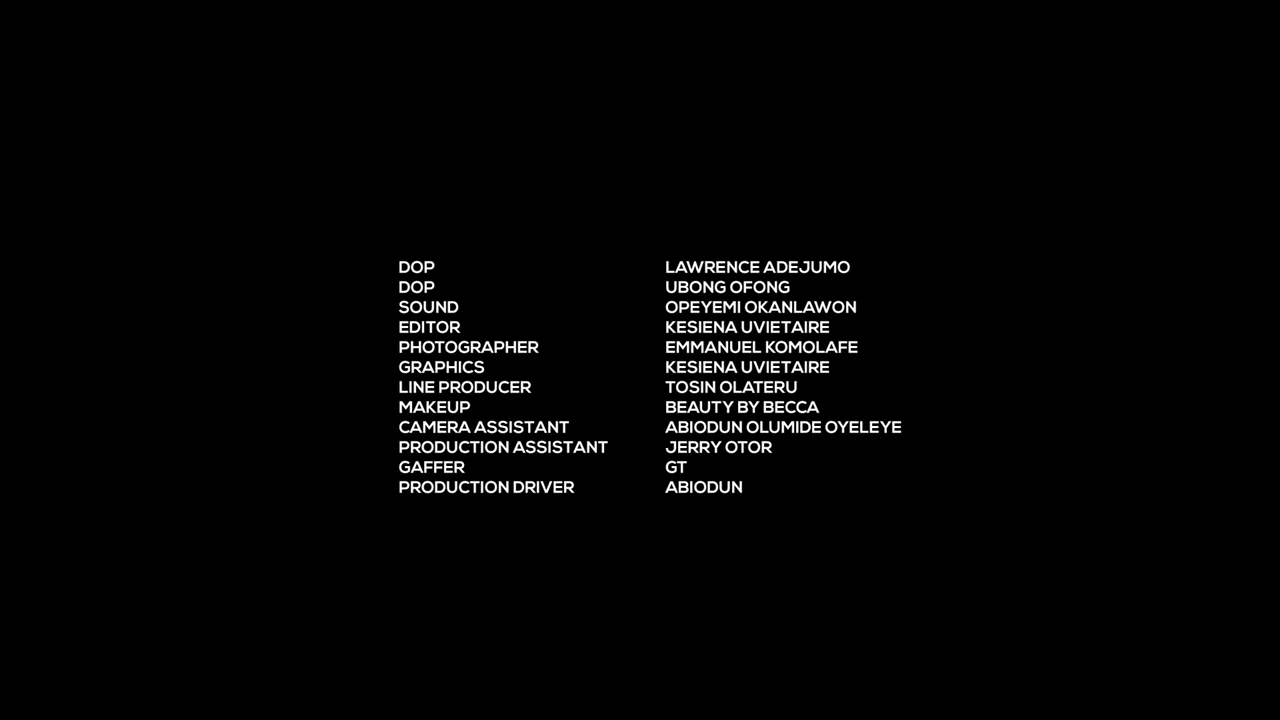 DOP LAWRENCE ADEJUMO
DOP UBONG OFONG
SOUND OPEYEMI OKANLAWON
EDITOR KESIENA UVIETAIRE
PHOTOGRAPHER EMMANUEL KOMOLAFE
GRAPHICS KESIENA UVIETAIRE
LINE PRODUCER TOSIN OLATERU
MAKEUP BEAUTY BY BECCA
CAMERA ASSISTANT ABIODUN OLUMIDE OYELEYE
PRODUCTION ASSISTANT JERRY OTOR
GAFFER GT
PRODUCTION DRIVER ABIODUN